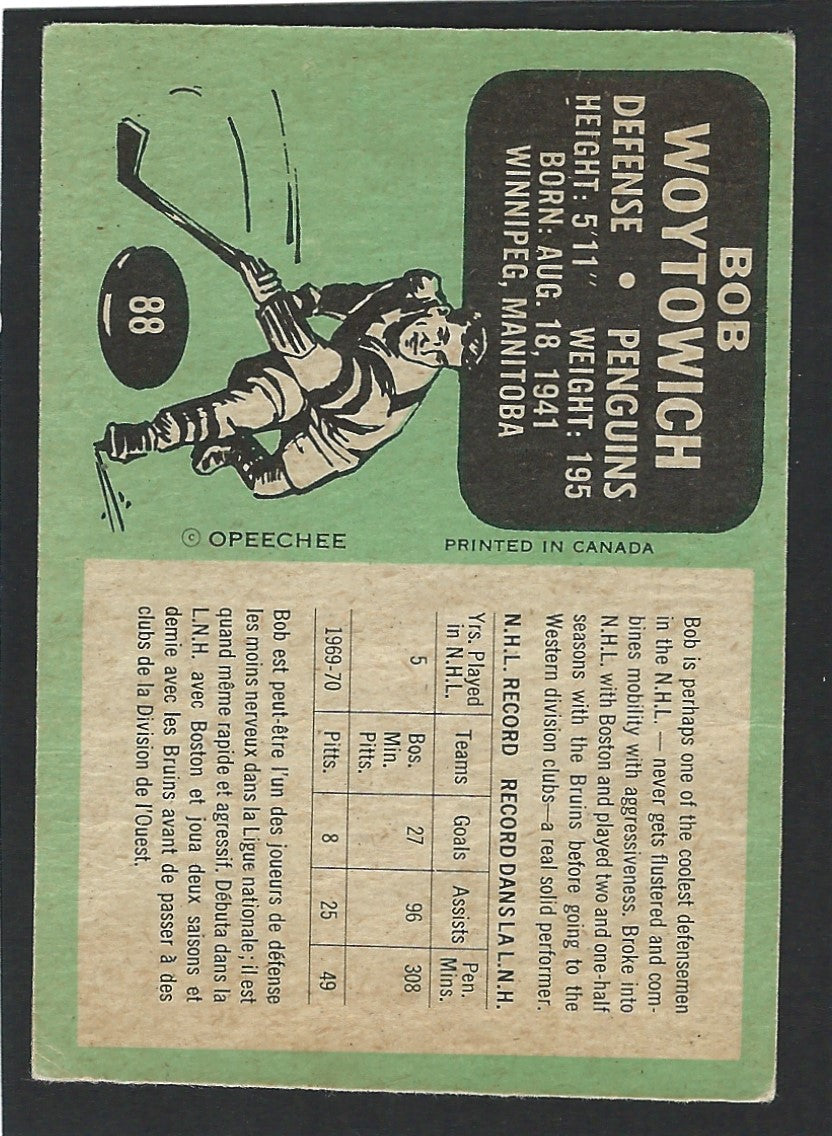 BOB
WOYTOWICH
DEFENSE • PENGUINS
HEIGHT: 5'11" WEIGHT: 195
BORN: AUG. 18, 1941
WINNIPEG, MANITOBA
88
© OPEECHEE
PRINTED IN CANADA
Bob is perhaps one of the coolest defensemen
in the N.H.L. — never gets flustered and com-
bines mobility with aggressiveness. Broke into
N.H.L. with Boston and played two and one-half
seasons with the Bruins before going to the
Western division clubs—a real solid performer.
N.H.L. RECORD RECORD DANS LA L.N.H.
Yrs. Played in N.H.L. Teams Goals Assists Pen. Mins.
5 Bos. Min. Pitts. 27 96 308
1969-70 Pitts. 8 25 49
Bob est peut-être l'un des joueurs de défense
les moins nerveux dans la Ligue nationale; il est
quand même rapide et agressif. Débuta dans la
L.N.H. avec Boston et joua deux saisons et
demie avec les Bruins avant de passer à des
clubs de la Division de l'Ouest.